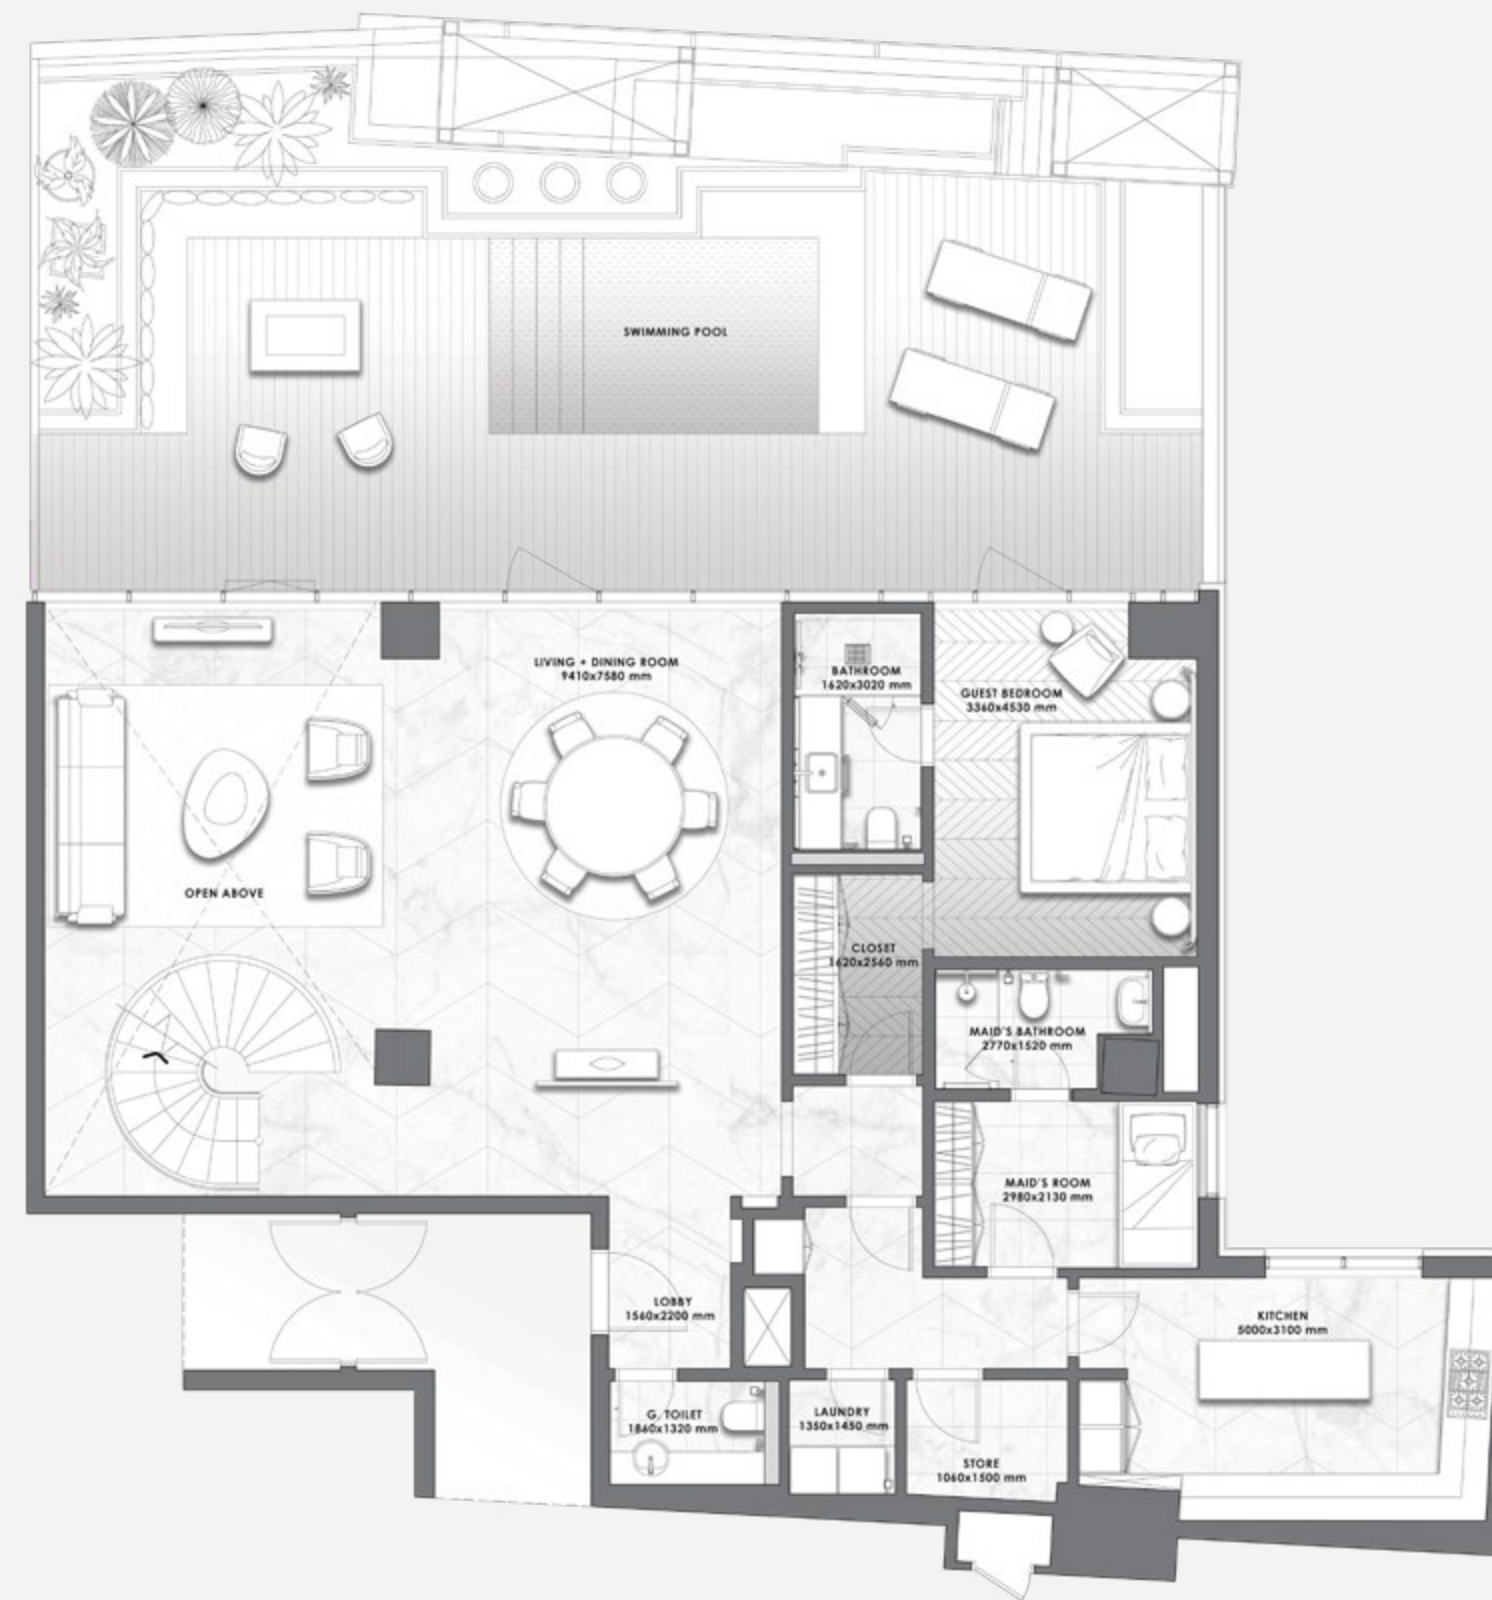 SWIMMING POOL
LIVING + DINING ROOM
9410x7580 mm
BATHROOM
1620x3020 mm
GUEST BEDROOM
3360x4530 mm
OPEN ABOVE
CLOSET
1620x2560 mm
MAID'S BATHROOM
2770x1520 mm
MAID'S ROOM
2980x2130 mm
LOBBY
1560x2200 mm
KITCHEN
5000x3100 mm
G. TOILET
1860x1320 mm
LAUNDRY
1350x1450 mm
STORE
1060x1500 mm